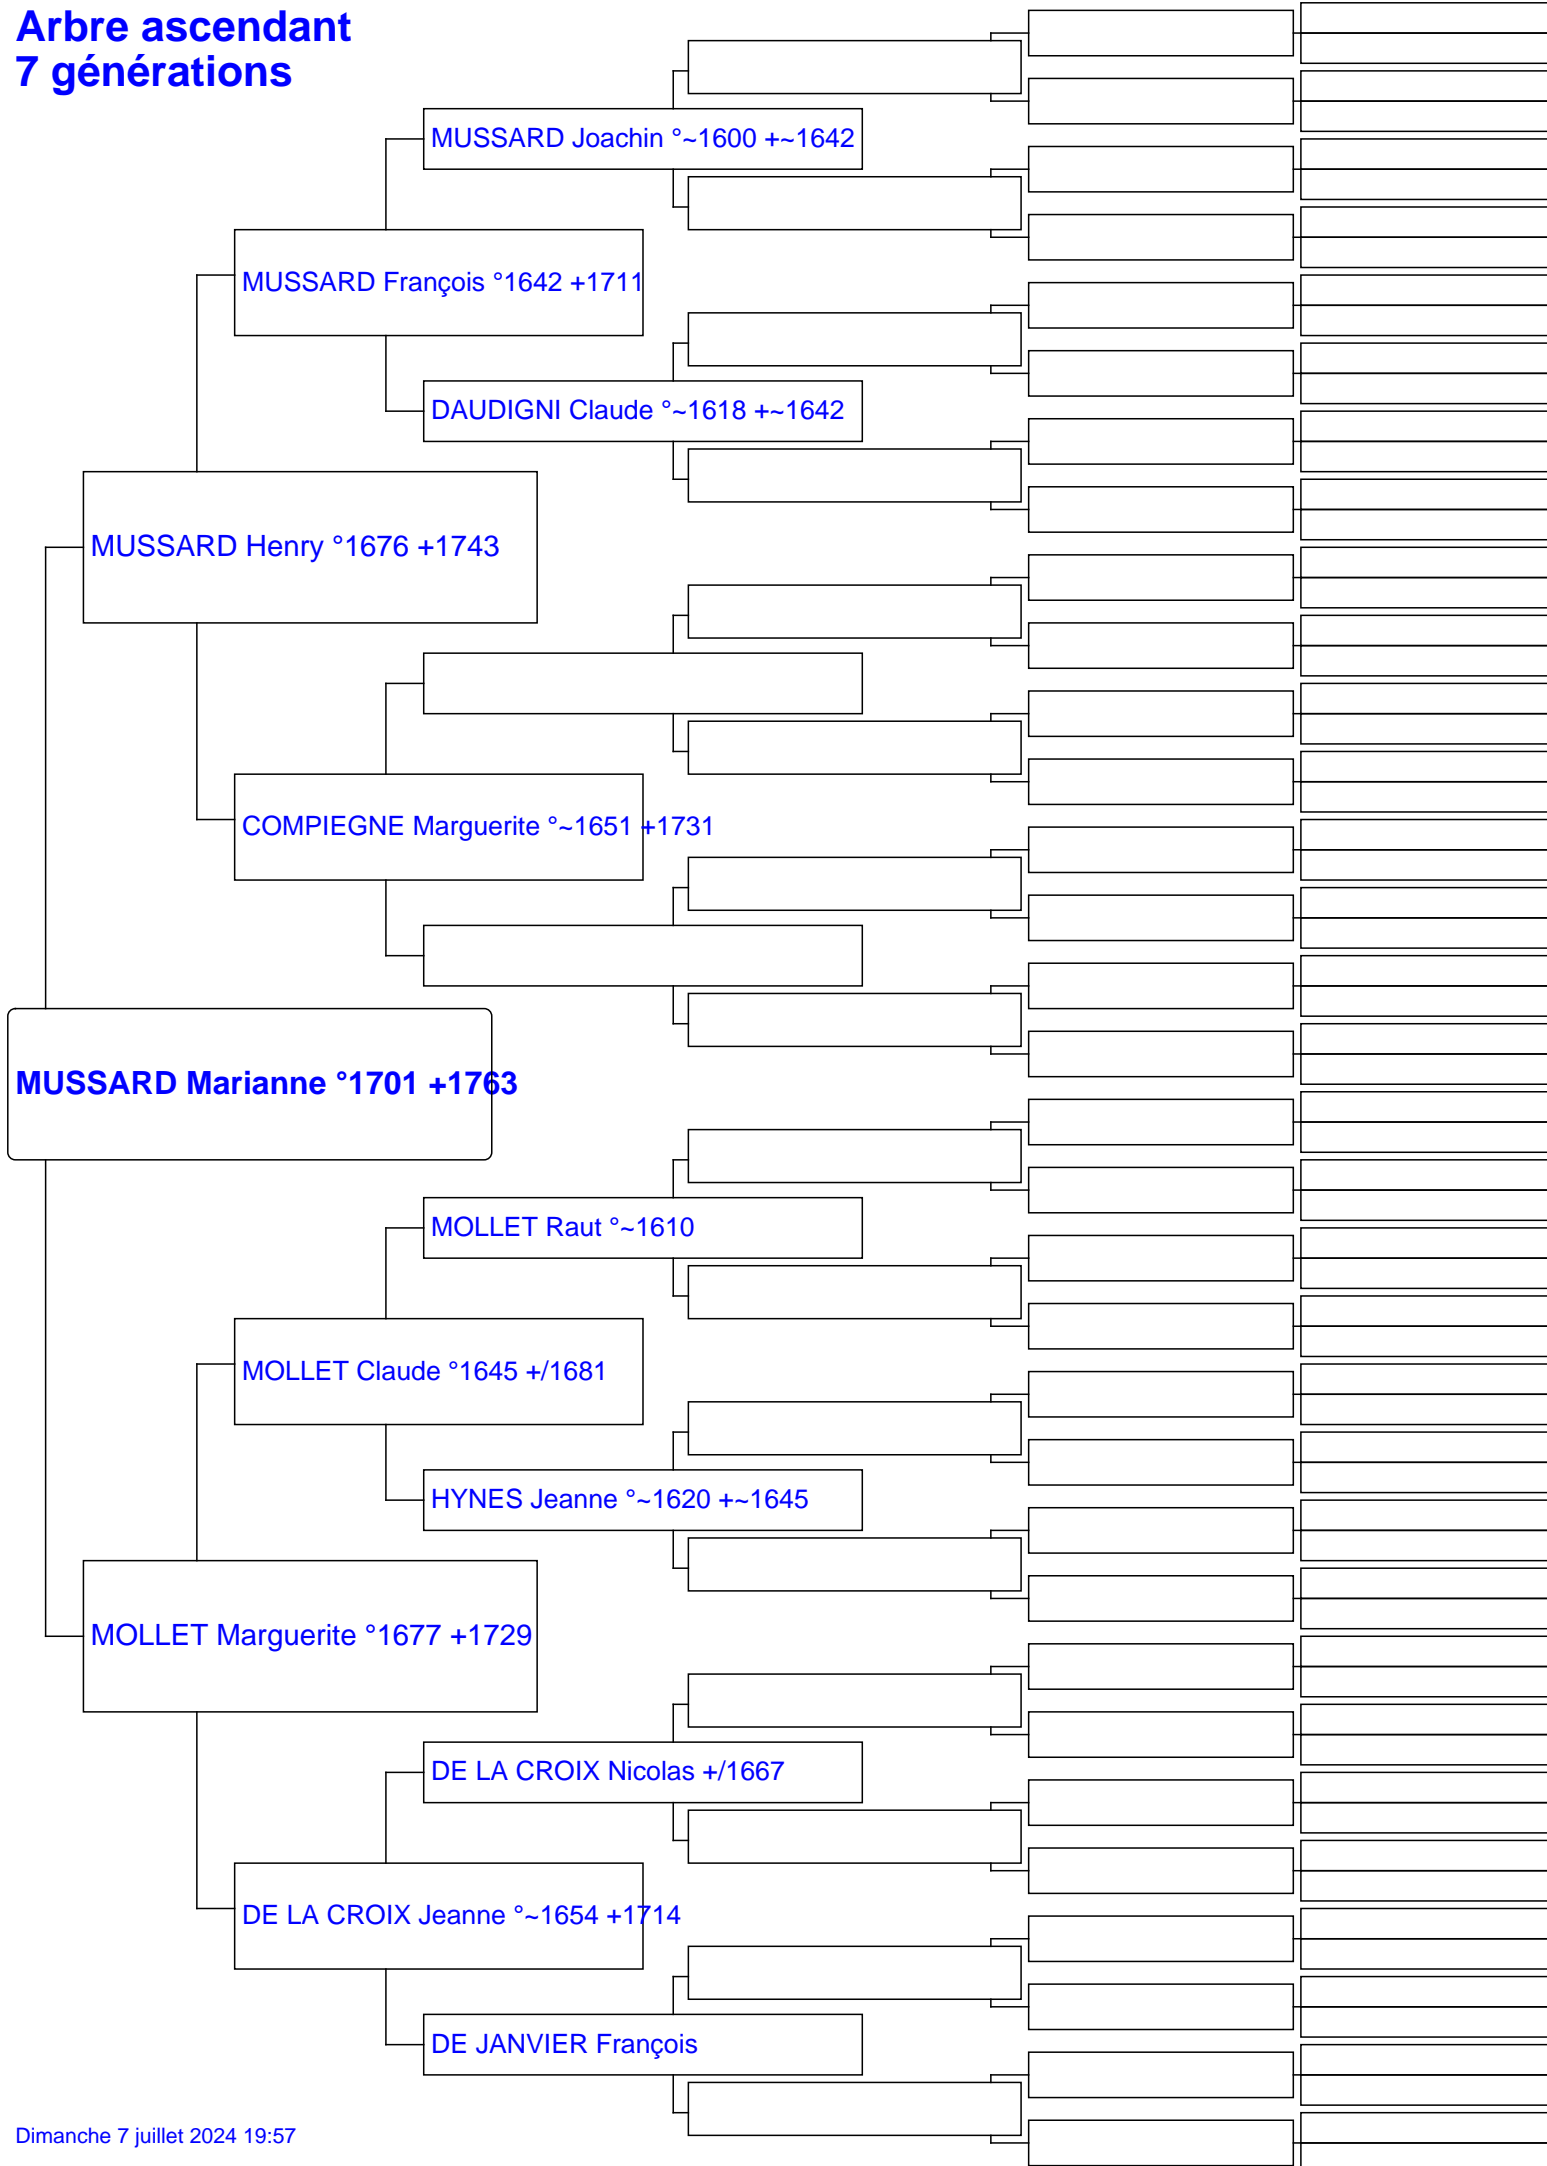 Arbre ascendant
7 générations
MUSSARD Joachin °~1600 +~1642
MUSSARD François °1642 +1711
DAUDIGNI Claude °~1618 +~1642
MUSSARD Henry °1676 +1743
COMPIEGNE Marguerite °~1651 +1731
MUSSARD Marianne °1701 +1763
MOLLET Raut °~1610
MOLLET Claude °1645 +/1681
HYNES Jeanne °~1620 +~1645
MOLLET Marguerite °1677 +1729
DE LA CROIX Nicolas +/1667
DE LA CROIX Jeanne °~1654 +1714
DE JANVIER François
Dimanche 7 juillet 2024 19:57